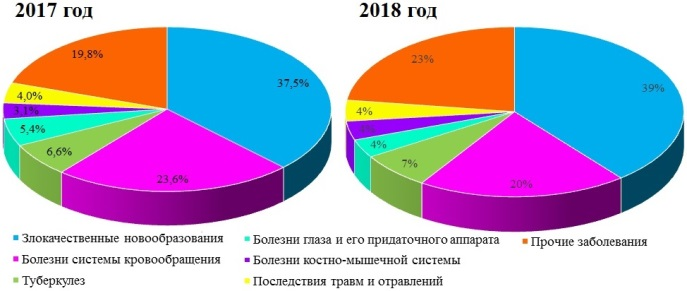 2017 год
2018 год
19,8%
37,5%
4,0%
3,1%
5,4%
6,6%
23,6%
23%
39%
4%
4%
7%
20%
Злокачественные новообразования
Болезни глаза и его придаточного аппарата
Прочие заболевания
Болезни системы кровообращения
Болезни костно-мышечной системы
Туберкулез
Последствия травм и отравлений